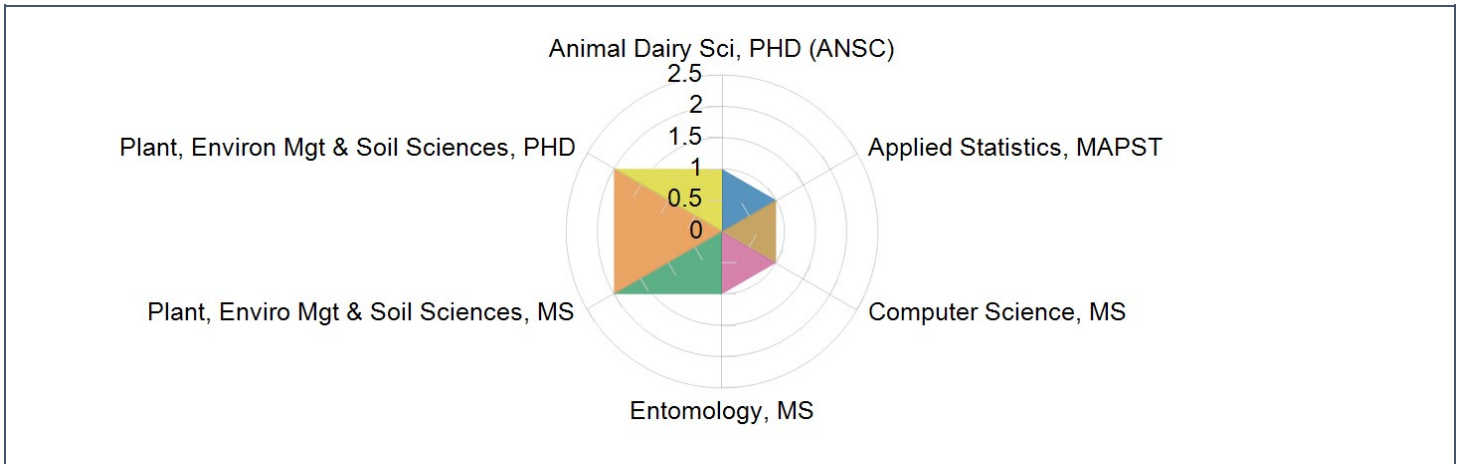 Animal Dairy Sci, PHD (ANSC)
2.5
2
Plant, Environ Mgt & Soil Sciences, PHD
1.5
Applied Statistics, MAPST
1
0.5
0
Plant, Enviro Mgt & Soil Sciences, MS
Computer Science, MS
Entomology, MS